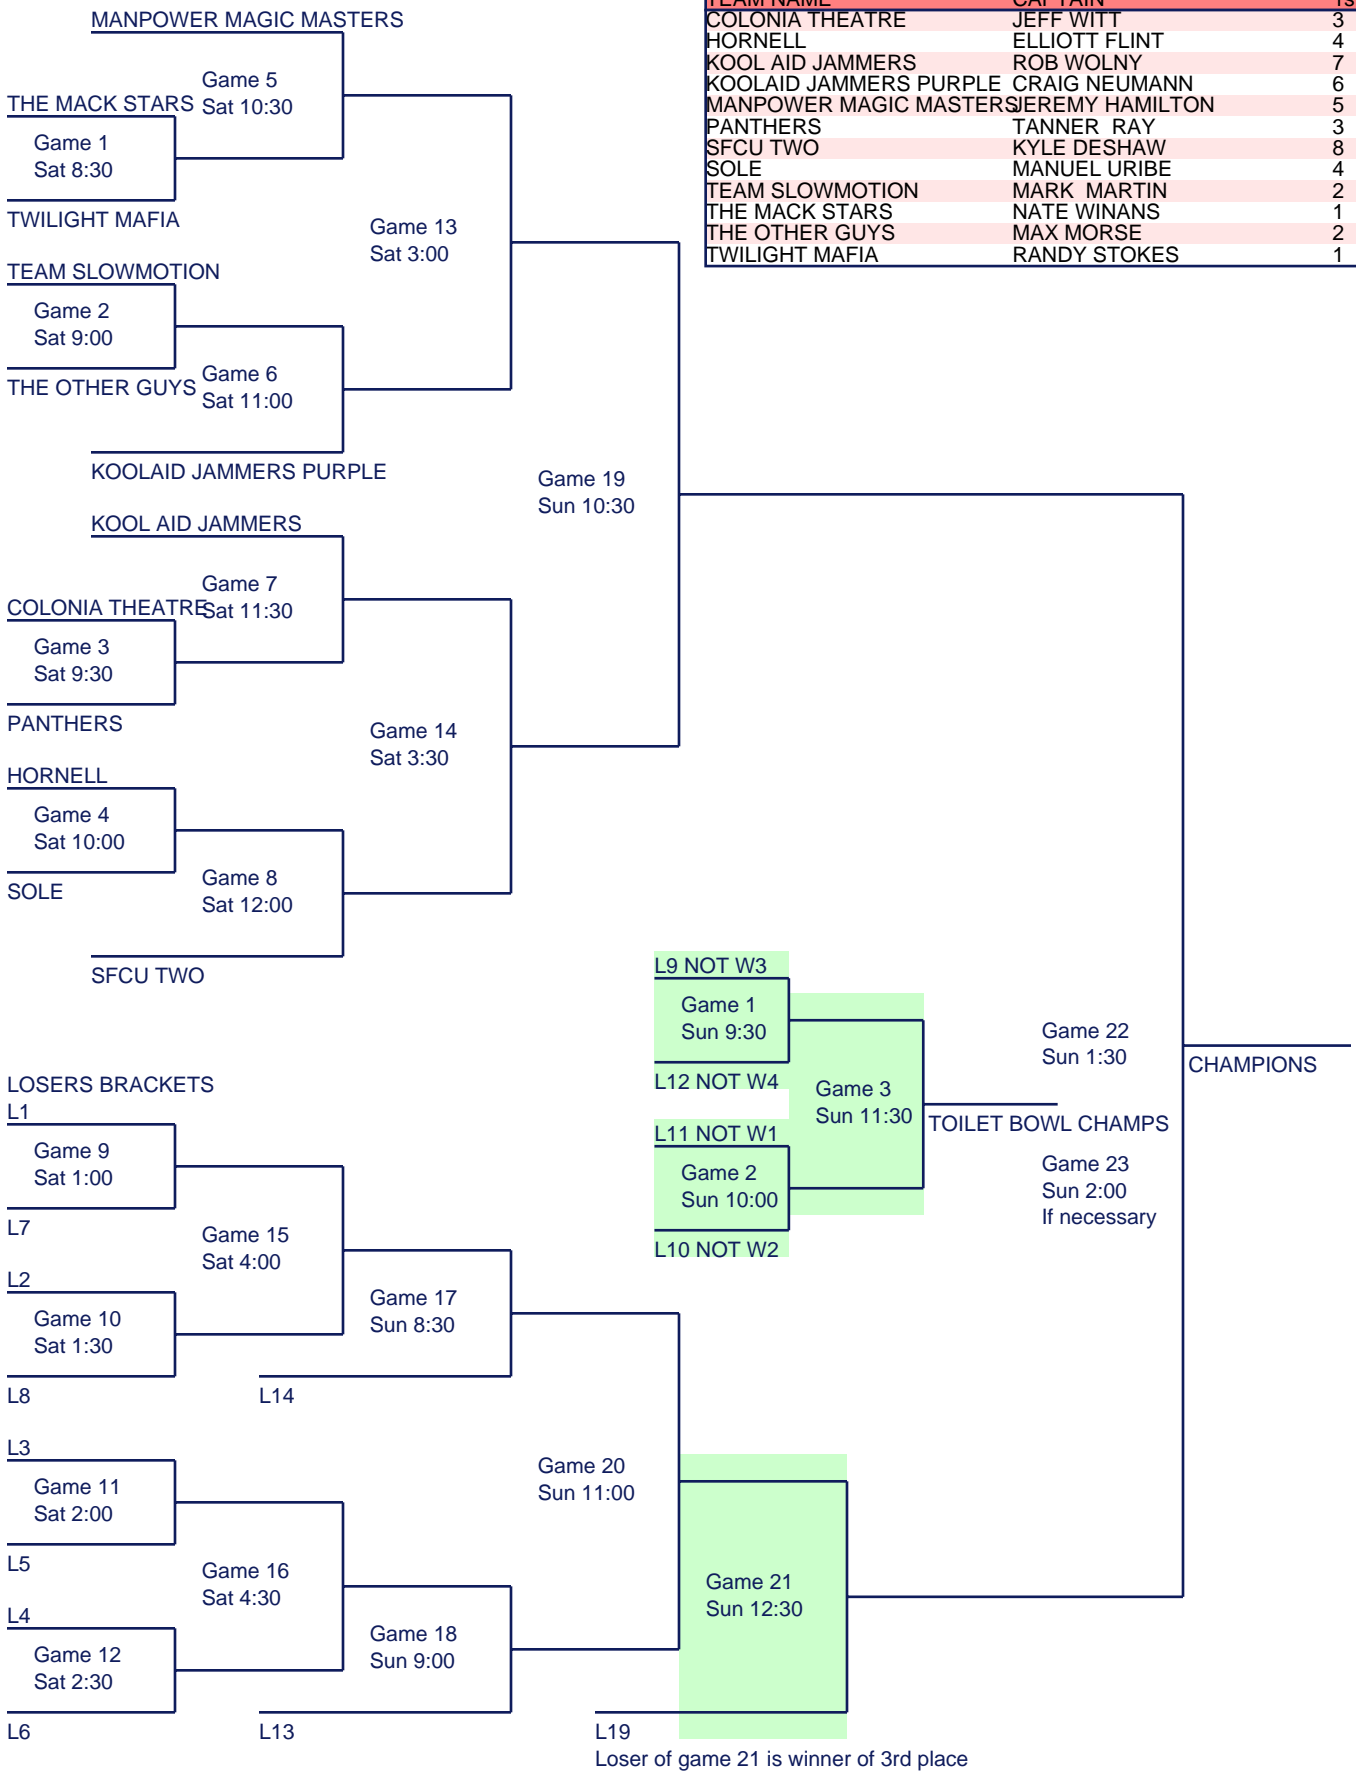 TEAM NAME CAPTAIN
COLONIA THEATRE JEFF WITT 3
HORNELL ELLIOTT FLINT 4
KOOL AID JAMMERS ROB WOLNY 7
KOOLAID JAMMERS PURPLE CRAIG NEUMANN 6
MANPOWER MAGIC MASTERS JEREMY HAMILTON 5
PANTHERS TANNER RAY 3
SFCU TWO KYLE DESHAW 8
SOLE MANUEL URIBE 4
TEAM SLOWMOTION MARK MARTIN 2
THE MACK STARS NATE WINANS 1
THE OTHER GUYS MAX MORSE 2
TWILIGHT MAFIA RANDY STOKES 1
MANPOWER MAGIC MASTERS
Game 5
Sat 10:30
THE MACK STARS
Game 1
Sat 8:30
TWILIGHT MAFIA
Game 13
Sat 3:00
TEAM SLOWMOTION
Game 2
Sat 9:00
THE OTHER GUYS
Game 6
Sat 11:00
KOOLAID JAMMERS PURPLE
Game 19
Sun 10:30
KOOL AID JAMMERS
Game 7
Sat 11:30
COLONIA THEATRE
Game 3
Sat 9:30
PANTHERS
Game 14
Sat 3:30
HORNELL
Game 4
Sat 10:00
SOLE
Game 8
Sat 12:00
SFCU TWO
L9 NOT W3
Game 1
Sun 9:30
L12 NOT W4
Game 3
Sun 11:30
L11 NOT W1
Game 2
Sun 10:00
L10 NOT W2
TOILET BOWL CHAMPS
Game 22
Sun 1:30
CHAMPIONS
Game 23
Sun 2:00
If necessary
LOSERS BRACKETS
L1
Game 9
Sat 1:00
L7
Game 15
Sat 4:00
L2
Game 10
Sat 1:30
L8
Game 17
Sun 8:30
L14
L3
Game 11
Sat 2:00
L5
Game 20
Sun 11:00
Game 16
Sat 4:30
L4
Game 12
Sat 2:30
L6
Game 18
Sun 9:00
L13
Game 21
Sun 12:30
L19
Loser of game 21 is winner of 3rd place